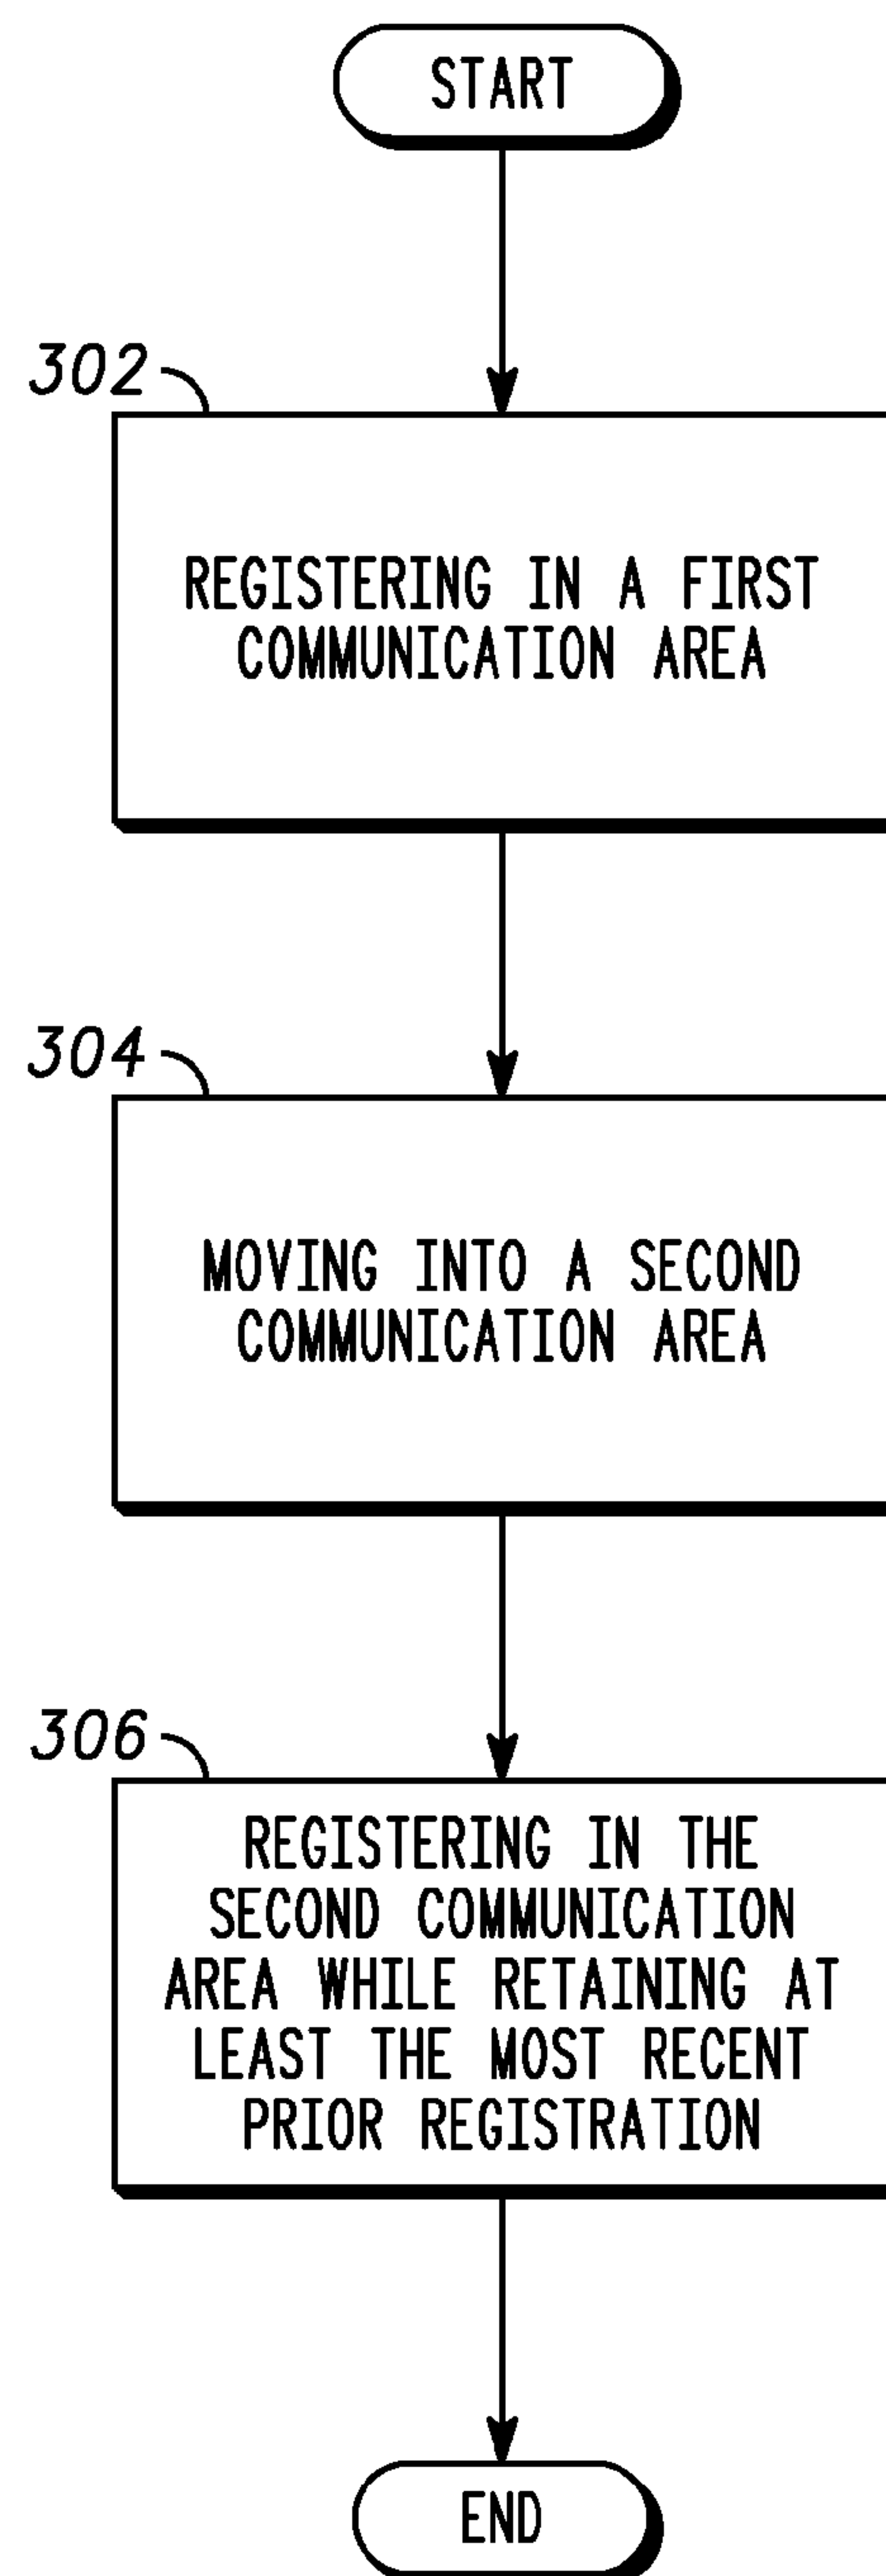 START
302
REGISTERING IN A FIRST
COMMUNICATION AREA
304
MOVING INTO A SECOND
COMMUNICATION AREA
306
REGISTERING IN THE
SECOND COMMUNICATION
AREA WHILE RETAINING AT
LEAST THE MOST RECENT
PRIOR REGISTRATION
END